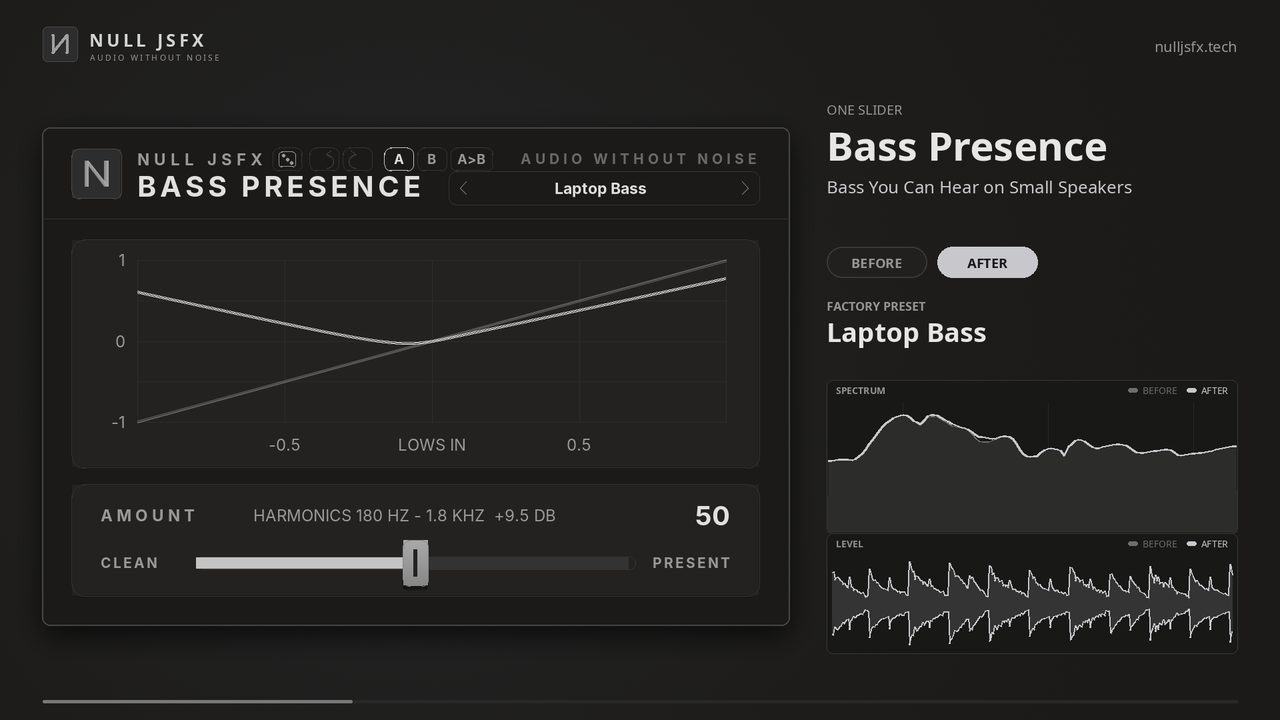 NULL JSFX
AUDIO WITHOUT NOISE
nulljsfx.tech
N
NULL JSFX
A
B
A>B
AUDIO WITHOUT NOISE
BASS PRESENCE
Laptop Bass
1
0
-1
-0.5
LOWS IN
0.5
AMOUNT
HARMONICS 180 HZ - 1.8 KHZ +9.5 DB
50
CLEAN
PRESENT
ONE SLIDER
Bass Presence
Bass You Can Hear on Small Speakers
BEFORE
AFTER
FACTORY PRESET
Laptop Bass
SPECTRUM
BEFORE
AFTER
LEVEL
BEFORE
AFTER